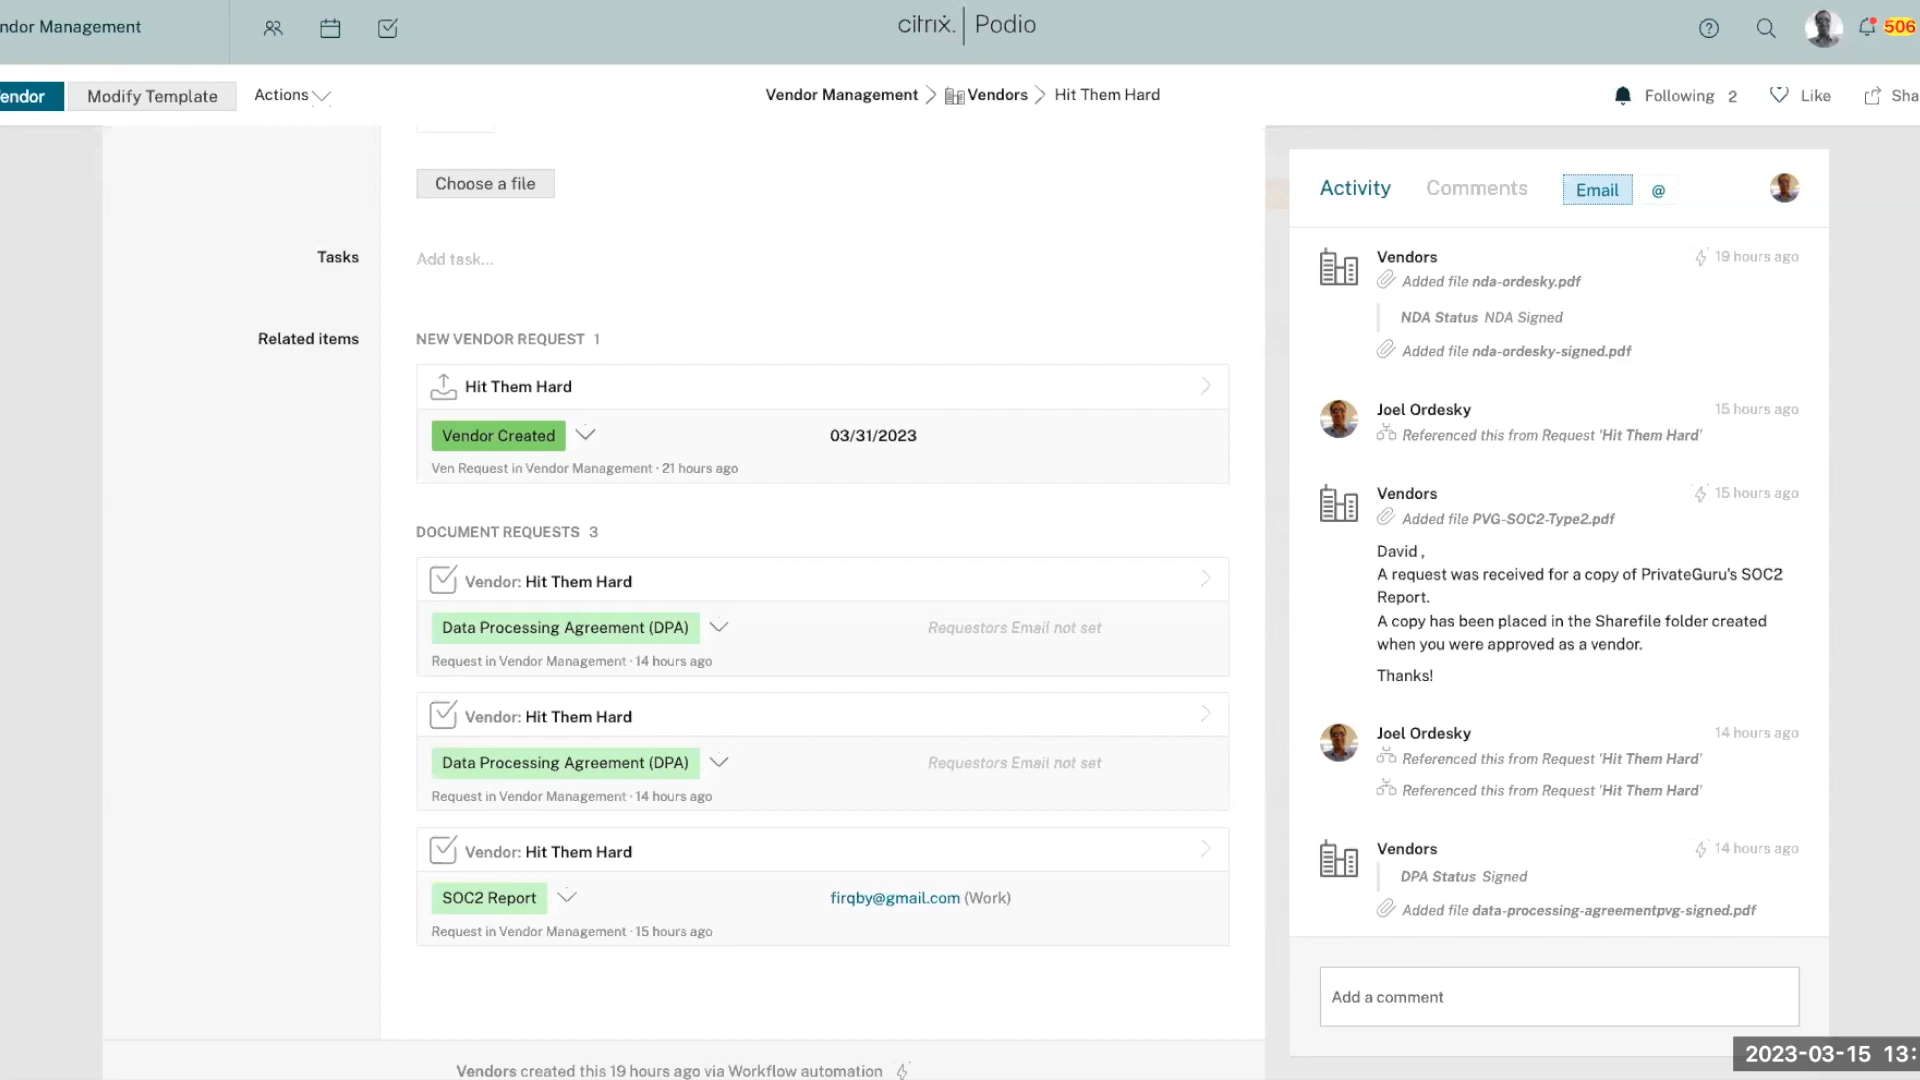 ndor Management
citrix. | Podio
506
endor
Modify Template
Actions
Vendor Management
Vendors
Hit Them Hard
Following 2
Like
Sha
Choose a file
Tasks
Add task...
Related items
NEW VENDOR REQUEST 1
Hit Them Hard
Vendor Created
03/31/2023
Ven Request in Vendor Management · 21 hours ago
DOCUMENT REQUESTS 3
Vendor: Hit Them Hard
Data Processing Agreement (DPA)
Requestors Email not set
Request in Vendor Management · 14 hours ago
Vendor: Hit Them Hard
Data Processing Agreement (DPA)
Requestors Email not set
Request in Vendor Management · 14 hours ago
Vendor: Hit Them Hard
SOC2 Report
firqby@gmail.com (Work)
Request in Vendor Management · 15 hours ago
Vendors created this 19 hours ago via Workflow automation
Activity
Comments
Email
@
Vendors
19 hours ago
Added file nda-ordesky.pdf
NDA Status NDA Signed
Added file nda-ordesky-signed.pdf
Joel Ordesky
15 hours ago
Referenced this from Request 'Hit Them Hard'
Vendors
15 hours ago
Added file PVG-SOC2-Type2.pdf
David ,
A request was received for a copy of PrivateGuru's SOC2
Report.
A copy has been placed in the Sharefile folder created
when you were approved as a vendor.
Thanks!
Joel Ordesky
14 hours ago
Referenced this from Request 'Hit Them Hard'
Referenced this from Request 'Hit Them Hard'
Vendors
14 hours ago
DPA Status Signed
Added file data-processing-agreementpvg-signed.pdf
Add a comment
2023-03-15 13: